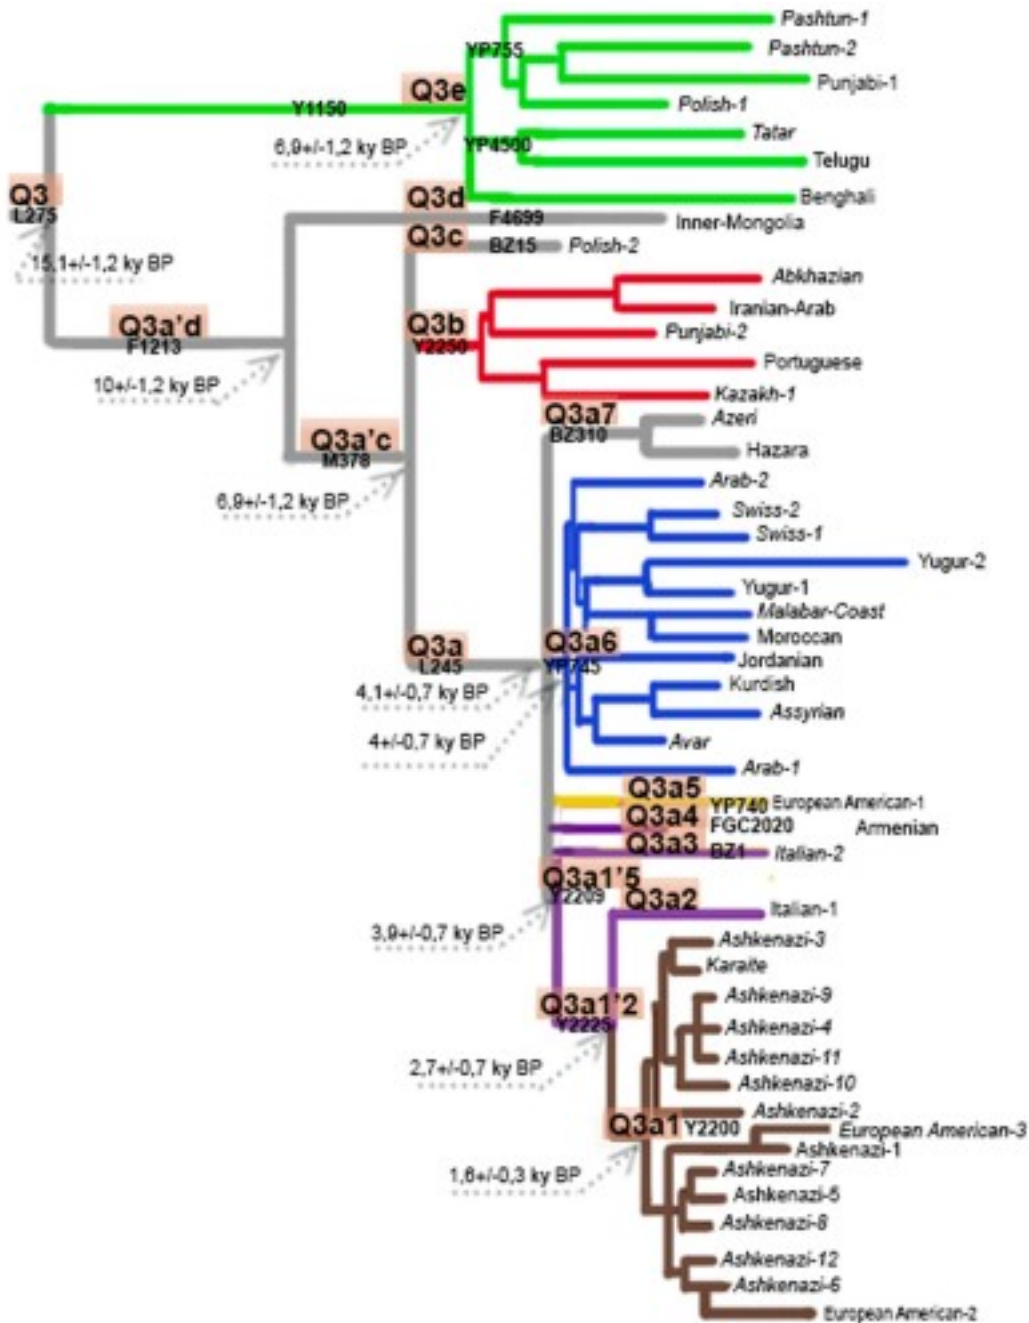 Pashtun-1
YP755
Pashtun-2
Q3e
Punjabi-1
Y1150
Polish-1
6,9+/-1,2 ky BP
YP4500
Tatar
Telugu
Q3
Q3d
Benghali
L275
F4699
Inner-Mongolia
Q3c
BZ15
Polish-2
15,1+/-1,2 ky BP
Abkhazian
Iranian-Arab
Q3a'd
Q3b
F1213
Y2250
Punjabi-2
Portuguese
10+/-1,2 ky BP
Kazakh-1
Q3a7
Azeri
Q3a'c
BZ310
M378
Hazara
Arab-2
6,9+/-1,2 ky BP
Swiss-2
Swiss-1
Yugur-2
Yugur-1
Malabar-Coast
Q3a
Q3a6
Moroccan
L245
YP745
Jordanian
4,1+/-0,7 ky BP
Kurdish
Assyrian
4+/-0,7 ky BP
Avar
Arab-1
Q3a5
YP740
European American-1
Q3a4
FGC2020
Armenian
Q3a3
BZ1
Italian-2
Q3a1'5
Y2209
Q3a2
Italian-1
3,9+/-0,7 ky BP
Ashkenazi-3
Karaite
Ashkenazi-9
Q3a1'2
Y2225
Ashkenazi-4
Ashkenazi-11
2,7+/-0,7 ky BP
Ashkenazi-10
Ashkenazi-2
Q3a1
Y2200
European American-3
Ashkenazi-1
1,6+/-0,3 ky BP
Ashkenazi-7
Ashkenazi-5
Ashkenazi-8
Ashkenazi-12
Ashkenazi-6
European American-2